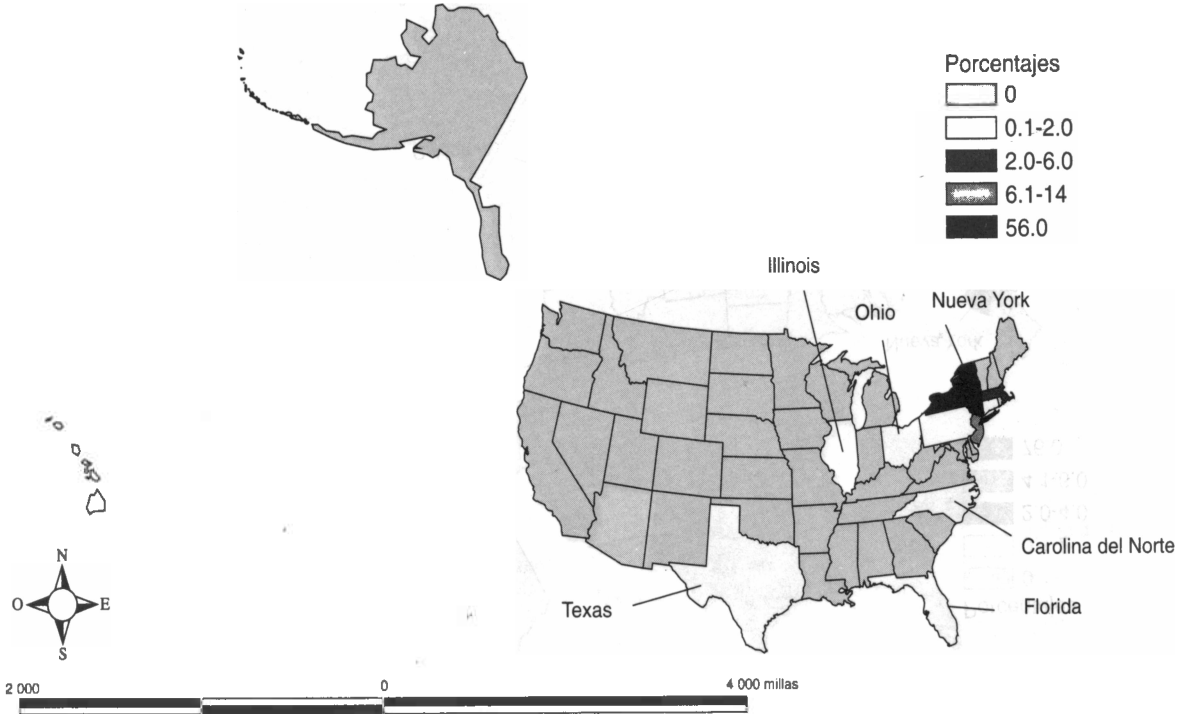 Porcentajes
0
0.1-2.0
2.0-6.0
6.1-14
56.0
Illinois
Ohio
Nueva York
Carolina del Norte
Texas
Florida
N
O
E
S
2 000
0
4 000 millas